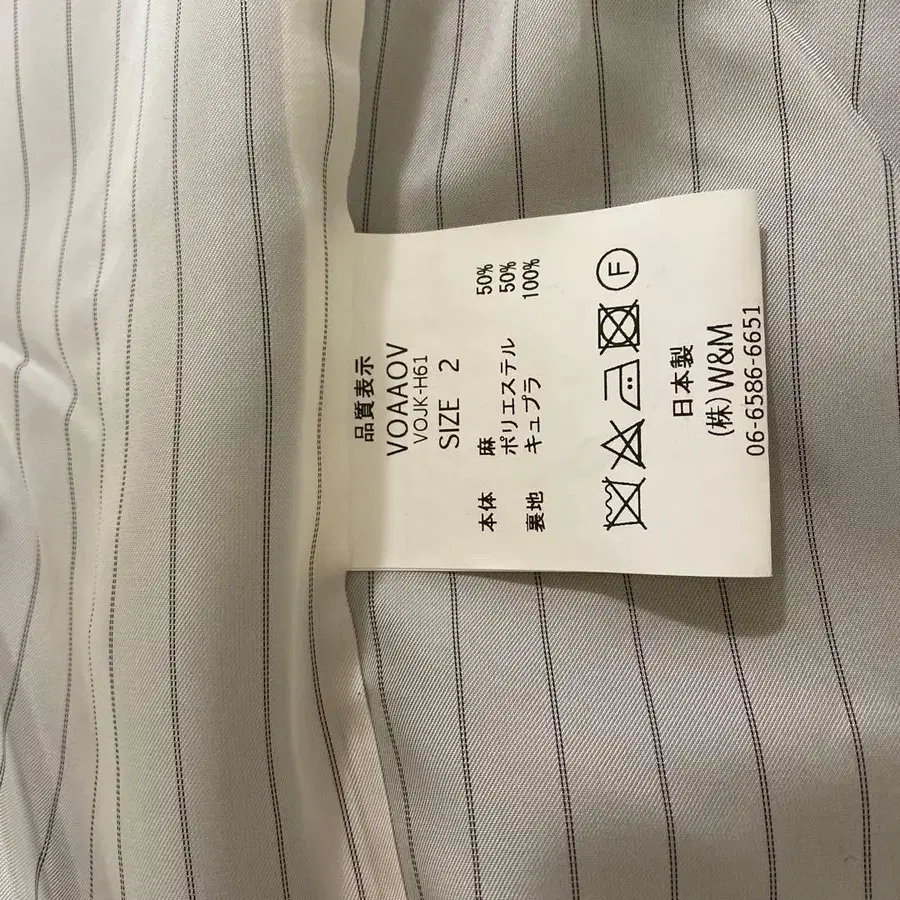 品質表示
VOAAOV
VOJK-H61
SIZE 2
本体 麻 50%
ポリエステル 50%
裏地 キュプラ 100%
F
日本製
(株)W&M
06-6586-6651